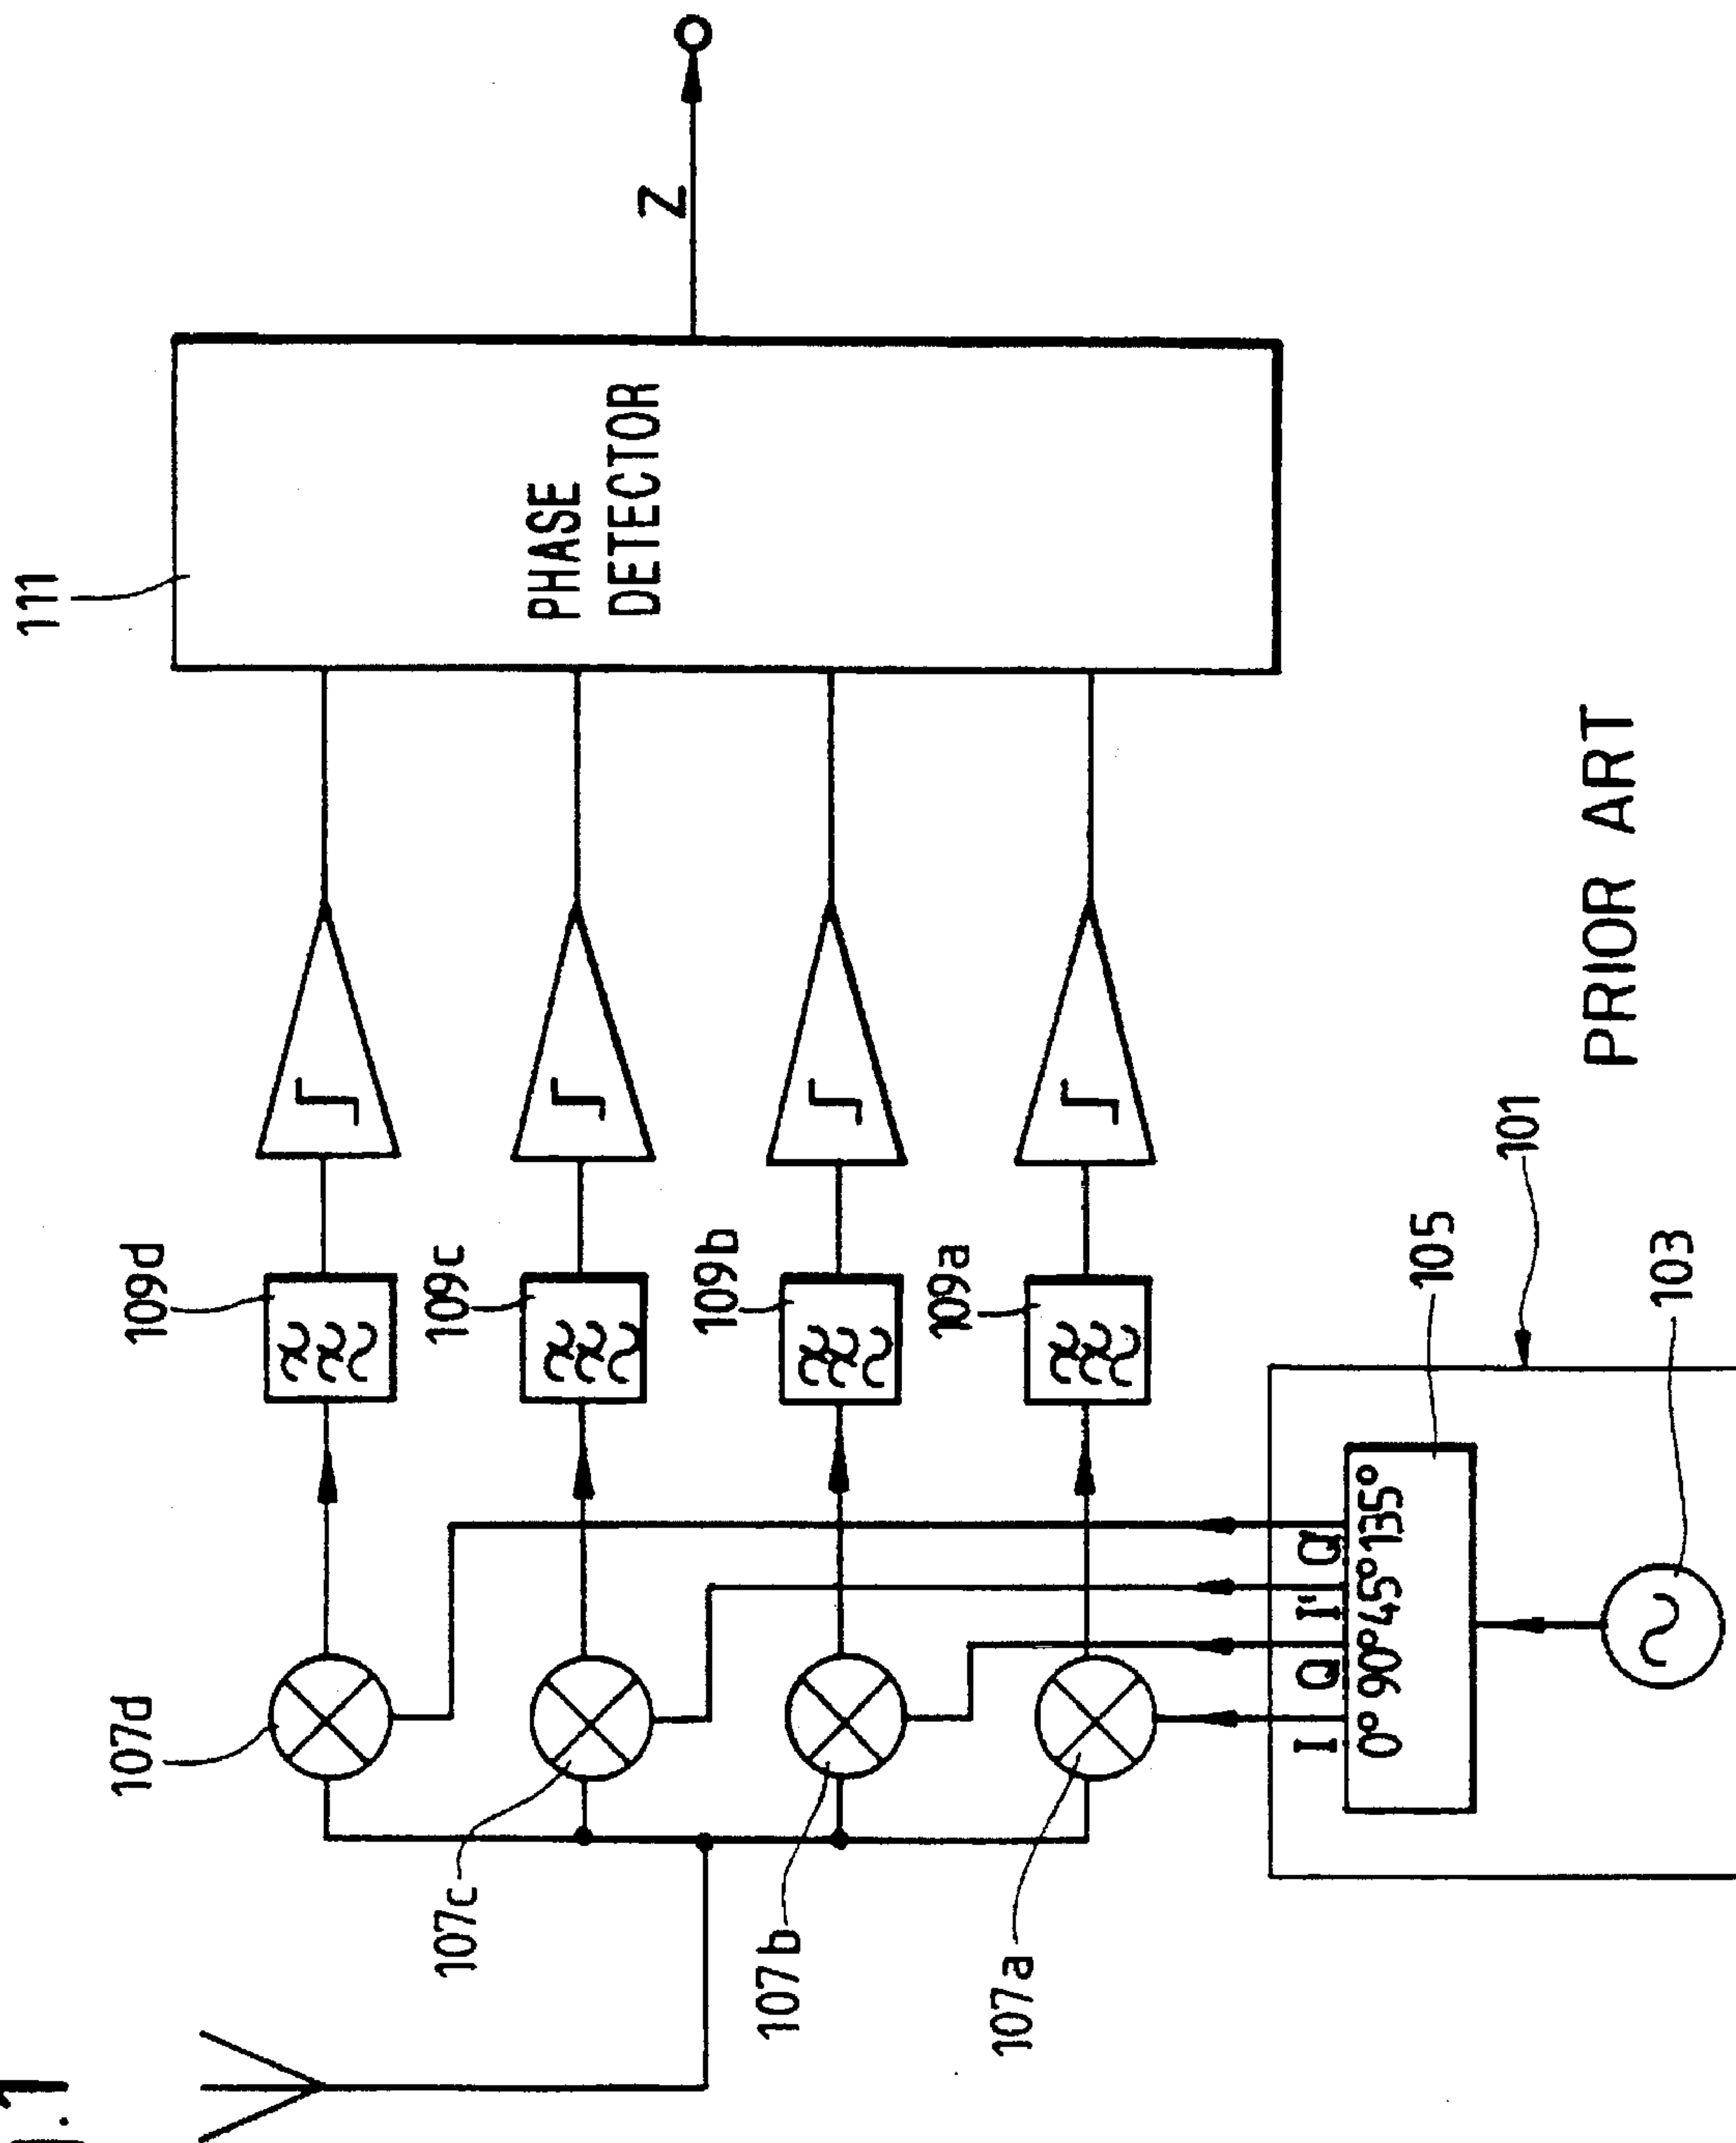 111
PHASE
DETECTOR
Z
109d
109c
109b
109a
107d
107c
107b
107a
I Q I' Q'
0° 90° 45° 135°
105
101
103
PRIOR ART